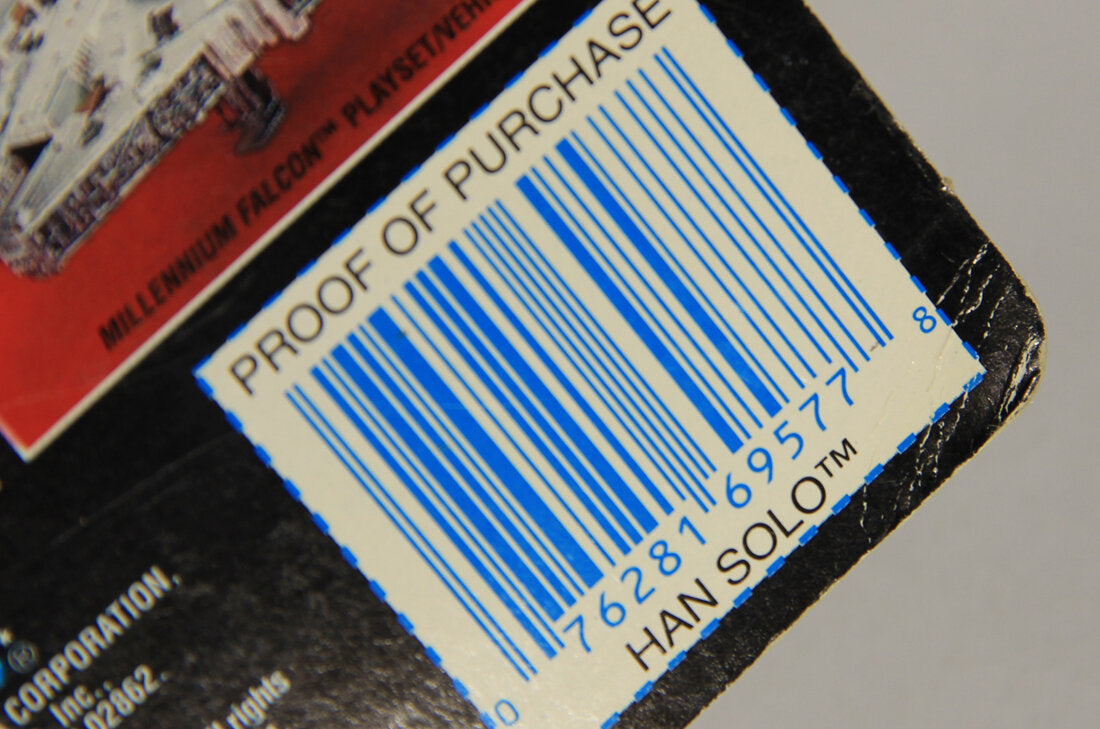 MILLENNIUM FALCON™ PLAYSET/VEHI
PROOF OF PURCHASE
0 76281 69577 8
HAN SOLO™
®
CORPORATION,
Inc.,
02862.
rights